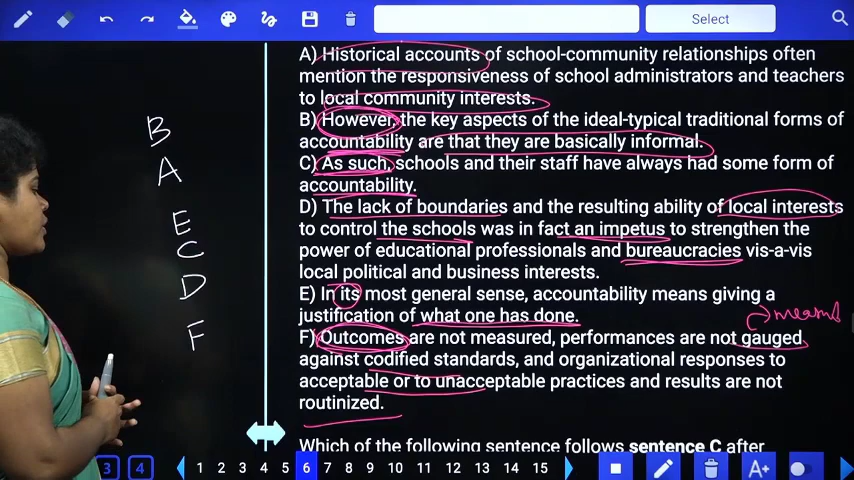 Select
A) Historical accounts of school-community relationships often
mention the responsiveness of school administrators and teachers
to local community interests.
B) However, the key aspects of the ideal-typical traditional forms of
accountability are that they are basically informal.
C) As such, schools and their staff have always had some form of
accountability.
D) The lack of boundaries and the resulting ability of local interests
to control the schools was in fact an impetus to strengthen the
power of educational professionals and bureaucracies vis-a-vis
local political and business interests.
E) In its most general sense, accountability means giving a
justification of what one has done.
means
F) Outcomes are not measured, performances are not gauged
against codified standards, and organizational responses to
acceptable or to unacceptable practices and results are not
routinized.
Which of the following sentence follows sentence C after
B
A
E
C
D
F
3 4 1 2 3 4 5 6 7 8 9 10 11 12 13 14 15 A+